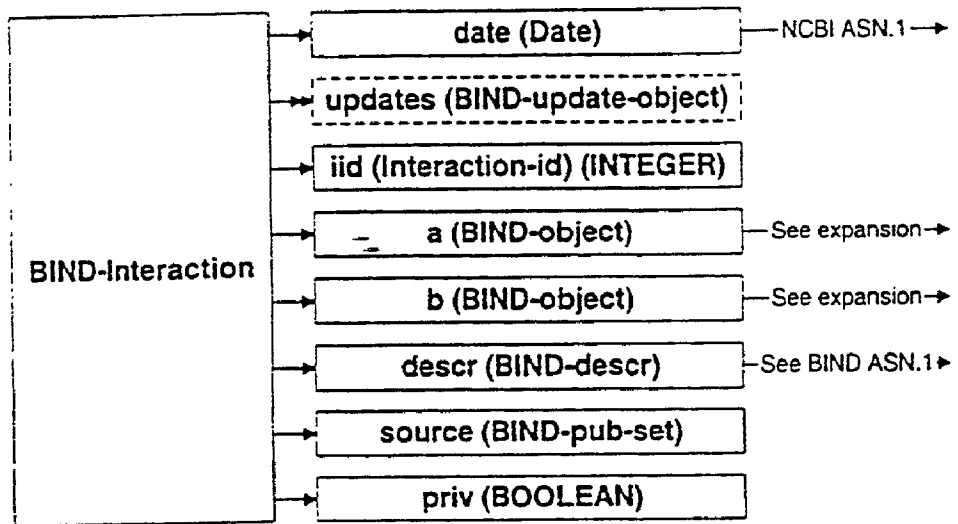 date (Date)
NCBI ASN.1
updates (BIND-update-object)
iid (Interaction-id) (INTEGER)
a (BIND-object)
See expansion
BIND-Interaction
b (BIND-object)
See expansion
descr (BIND-descr)
See BIND ASN.1
source (BIND-pub-set)
priv (BOOLEAN)